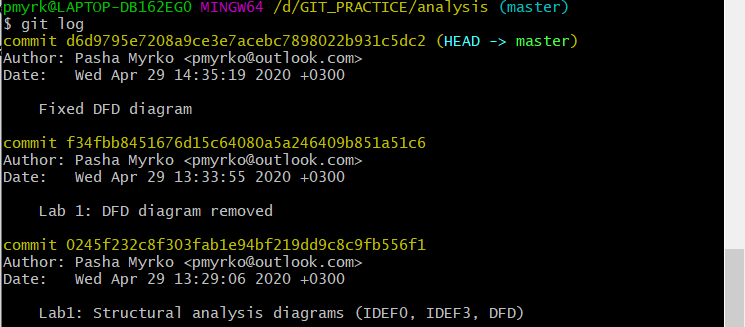 pmyrk@LAPTOP-DB162EG0 MINGW64 /d/GIT_PRACTICE/analysis (master)
$ git log
commit d6d9795e7208a9ce3e7acebc7898022b931c5dc2 (HEAD -> master)
Author: Pasha Myrko <pmyrko@outlook.com>
Date:   Wed Apr 29 14:35:19 2020 +0300

    Fixed DFD diagram

commit f34fbb8451676d15c64080a5a246409b851a51c6
Author: Pasha Myrko <pmyrko@outlook.com>
Date:   Wed Apr 29 13:33:55 2020 +0300

    Lab 1: DFD diagram removed

commit 0245f232c8f303fab1e94bf219dd9c8c9fb556f1
Author: Pasha Myrko <pmyrko@outlook.com>
Date:   Wed Apr 29 13:29:06 2020 +0300

    Lab1: Structural analysis diagrams (IDEF0, IDEF3, DFD)